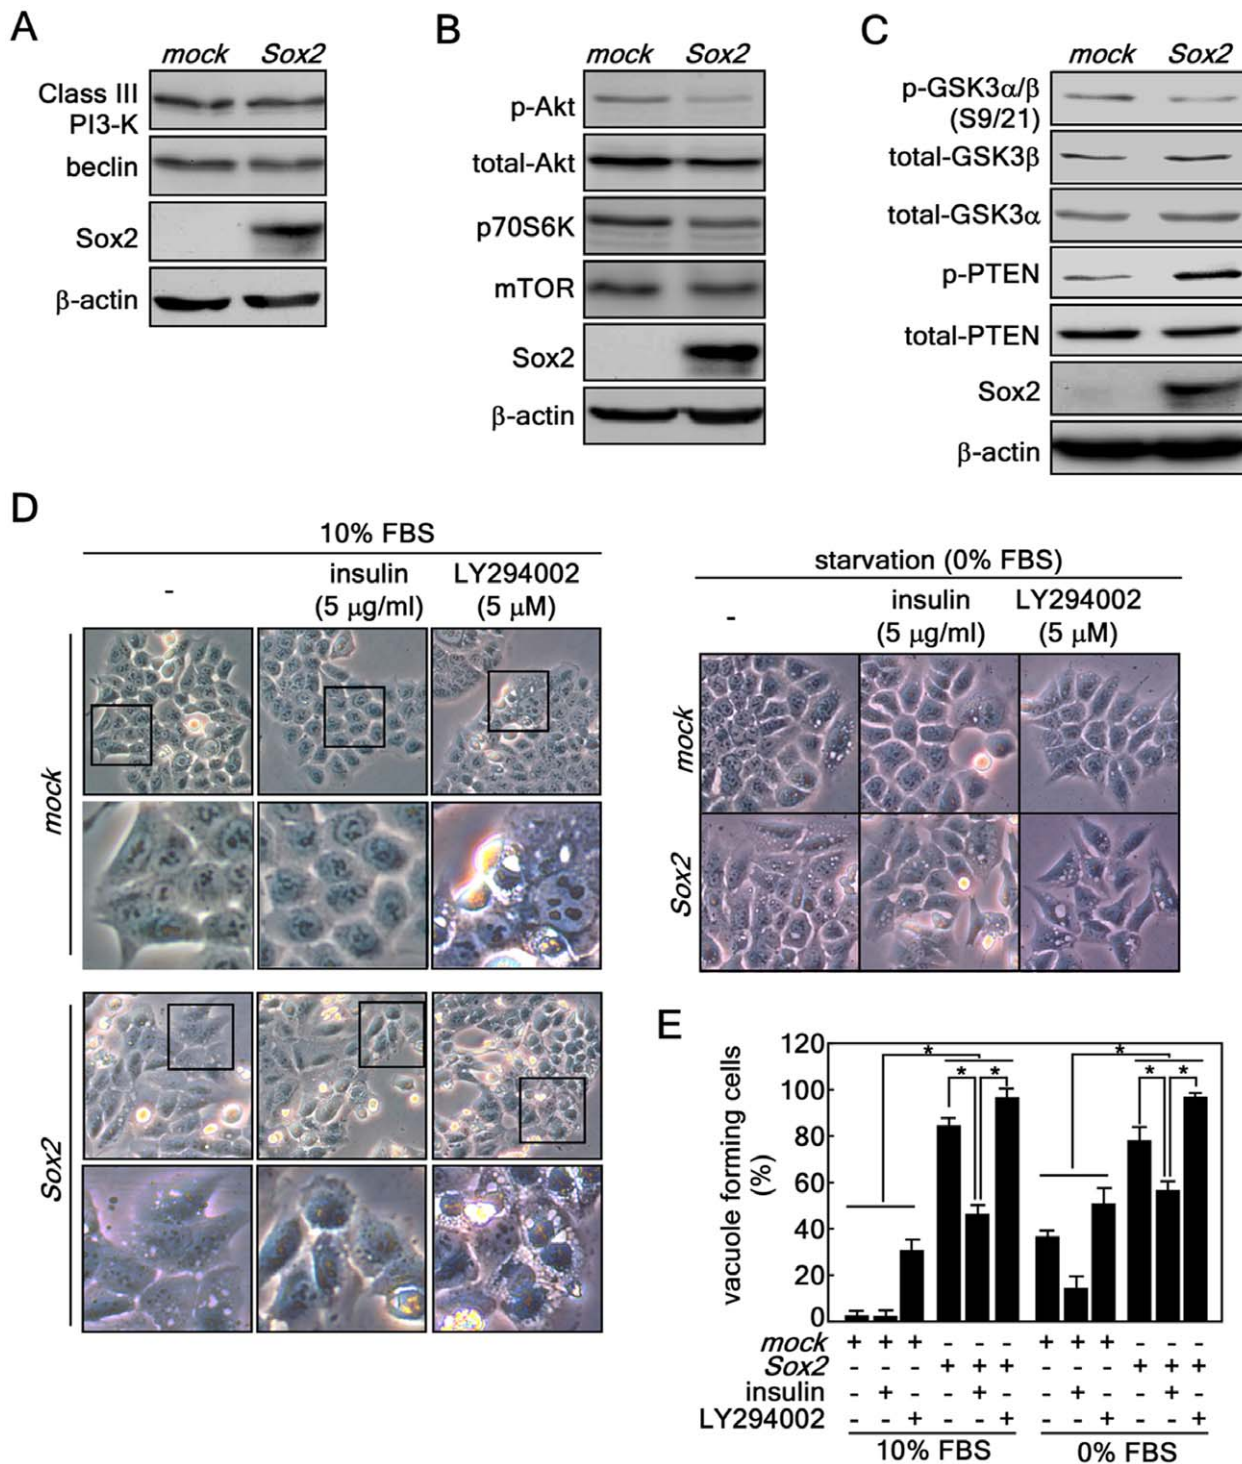 A
mock Sox2
Class III
PI3-K
beclin
Sox2
β-actin
B
mock Sox2
p-Akt
total-Akt
p70S6K
mTOR
Sox2
β-actin
C
mock Sox2
p-GSK3α/β
(S9/21)
total-GSK3β
total-GSK3α
p-PTEN
total-PTEN
Sox2
β-actin
D
10% FBS
- insulin LY294002
(5 μg/ml) (5 μM)
mock
Sox2
starvation (0% FBS)
- insulin LY294002
(5 μg/ml) (5 μM)
mock
Sox2
E
vacuole forming cells
(%)
120
100
80
60
40
20
0
* * * * * *
mock + + + - - - + + + - - -
Sox2 - - - + + + - - - + + +
insulin - + - - + - - + - - + -
LY294002 - - + - - + - - + - - +
10% FBS 0% FBS